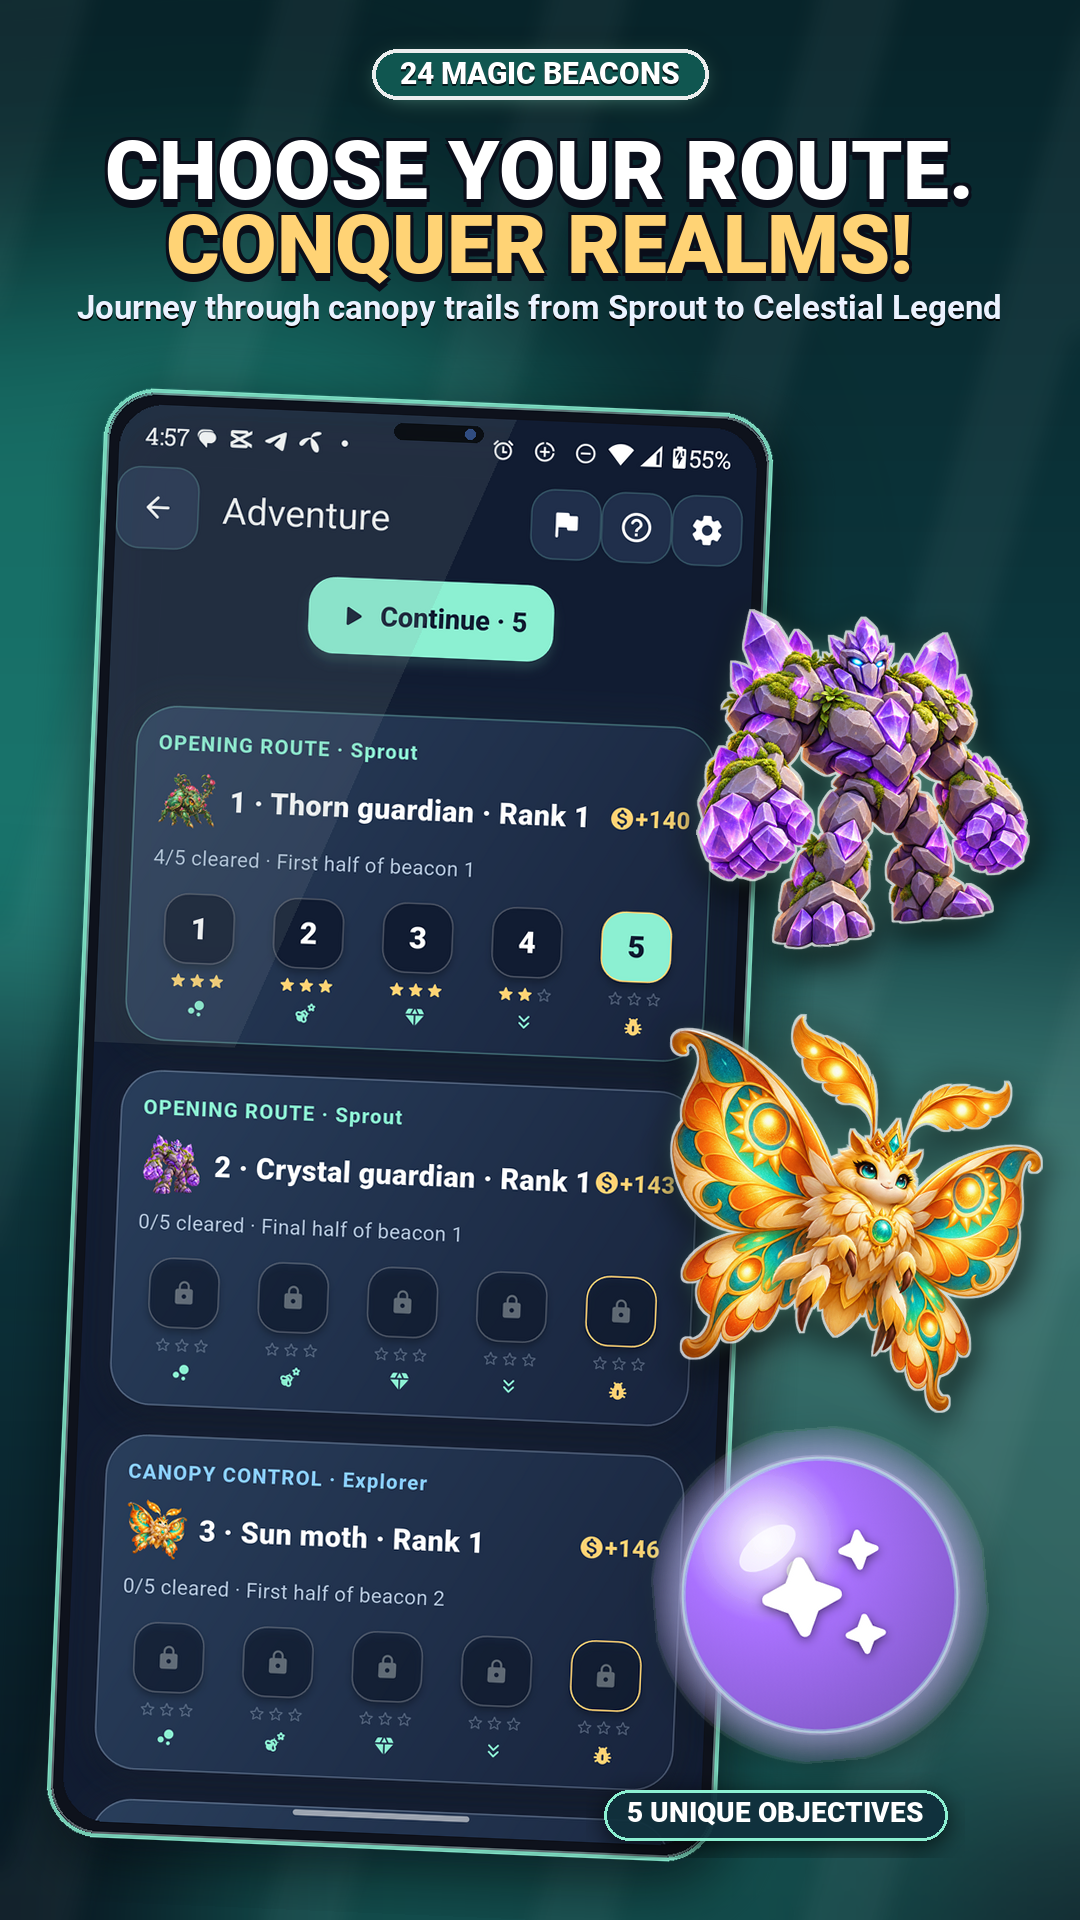 24 MAGIC BEACONS
CHOOSE YOUR ROUTE.
CONQUER REALMS!
Journey through canopy trails from Sprout to Celestial Legend
4:57
55%
Adventure
Continue · 5
OPENING ROUTE · Sprout
1 · Thorn guardian · Rank 1
+140
4/5 cleared · First half of beacon 1
1 2 3 4 5
OPENING ROUTE · Sprout
2 · Crystal guardian · Rank 1
+143
0/5 cleared · Final half of beacon 1
CANOPY CONTROL · Explorer
3 · Sun moth · Rank 1
+146
0/5 cleared · First half of beacon 2
5 UNIQUE OBJECTIVES